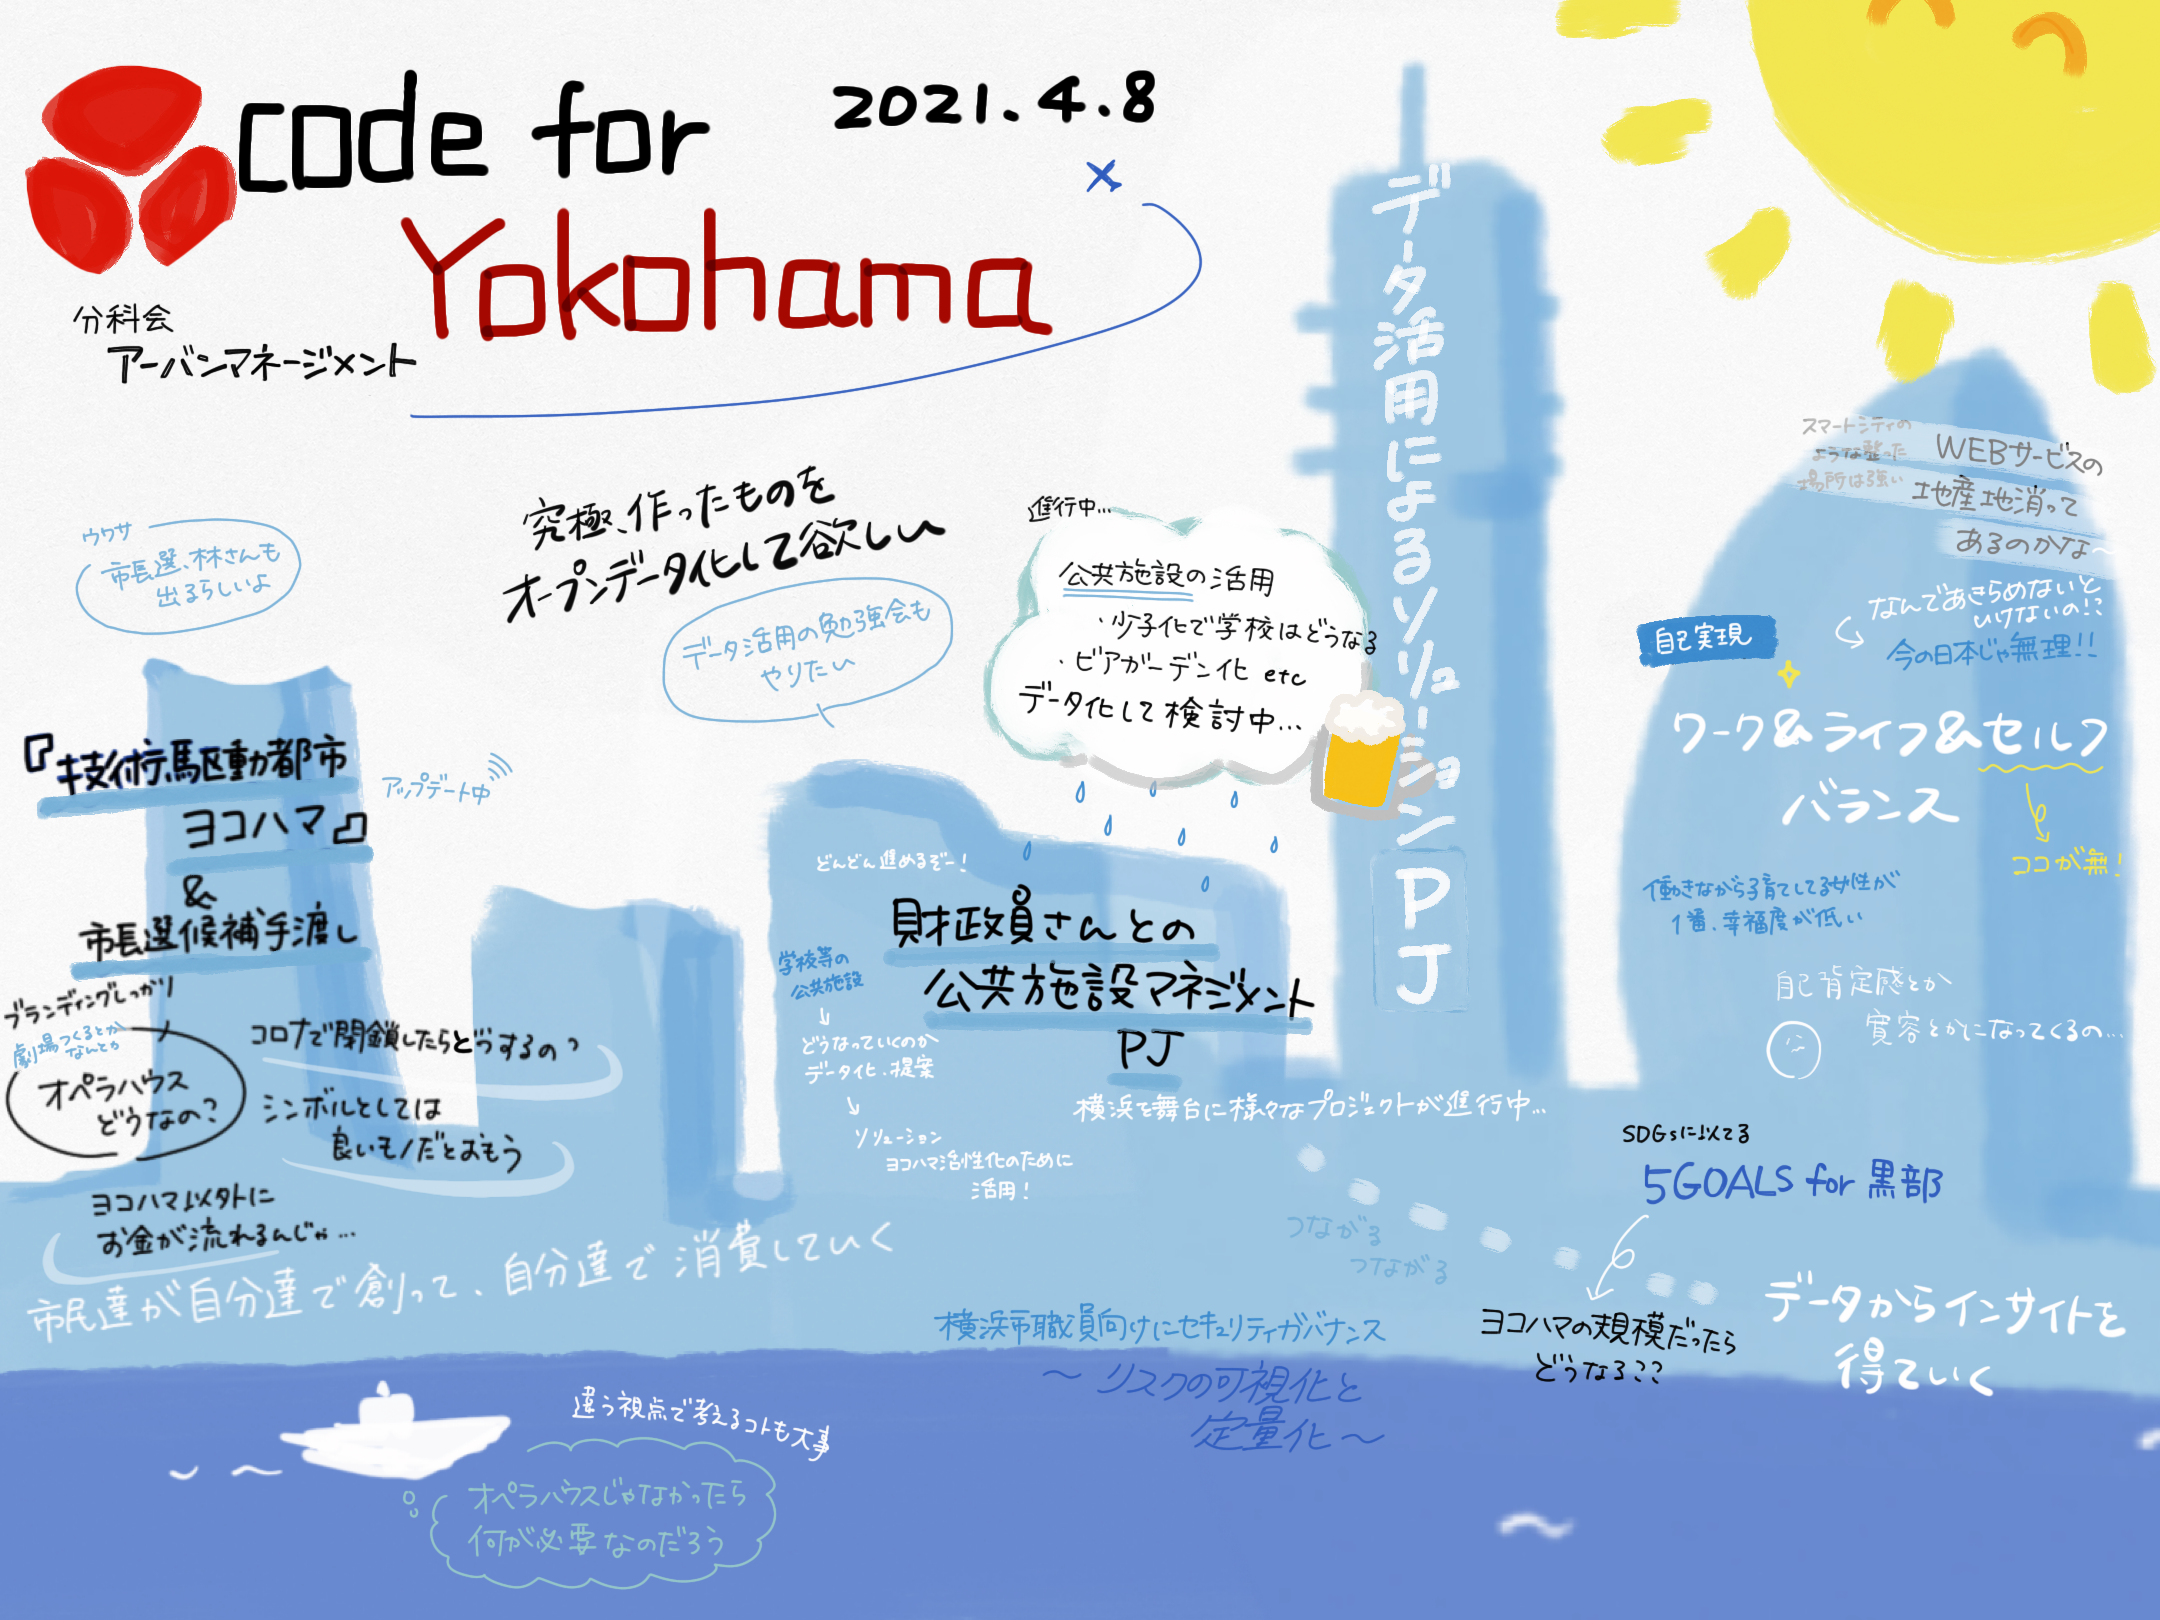 code for
Yokohama
2021.4.8
分科会
アーバンマネージメント
究極、作ったものを
オープンデータ化して欲しい
データ活用の勉強会も
やりたい
ウワサ
市長選、林さんも
出るらしいよ
『技術駆動都市
ヨコハマ』
&
市長選候補手渡し
アップデート中
ブランディングしっかり
劇場つくるとか
なんとか
オペラハウス
どうなの?
コロナで閉鎖したらどうするの?
シンボルとしては
良いモノだとおもう
ヨコハマ以外に
お金が流れるんじゃ...
市民達が自分達で創って、自分達で消費していく
進行中...
公共施設の活用
・少子化で学校はどうなる
・ビアガーデン化 etc
データ化して検討中...
どんどん進めるぞー!
財政員さんとの
公共施設マネジメント
PJ
学校等の
公共施設
↓
どうなっていくのか
データ化、提案
↓
ソリューション
ヨコハマ活性化のために
活用!
データ活用によるソリューションPJ
横浜を舞台に様々なプロジェクトが進行中...
つながる
つながる
スマートシティの
ような整った
場所は強い
WEBサービスの
地産地消って
あるのかな〜
なんであきらめないと
いけないの!?
今の日本じゃ無理!!
自己実現
ワーク&ライフ&セルフ
バランス
ココが無!
働きながら子育てしてる女性が
1番、幸福度が低い
自己肯定感とか
寛容とかになってくるの...
SDGsに似てる
5GOALS for 黒部
ヨコハマの規模だったら
どうなる??
データからインサイトを
得ていく
横浜市職員向けにセキュリティガバナンス
〜リスクの可視化と
定量化〜
違う視点で考えるコトも大事
オペラハウスじゃなかったら
何が必要なのだろう